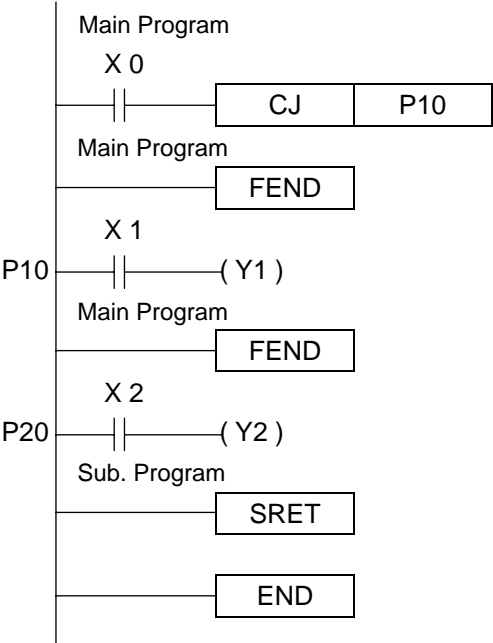 Main Program
X 0
CJ P10
Main Program
FEND
X 1
P10 ( Y1 )
Main Program
FEND
X 2
P20 ( Y2 )
Sub. Program
SRET
END